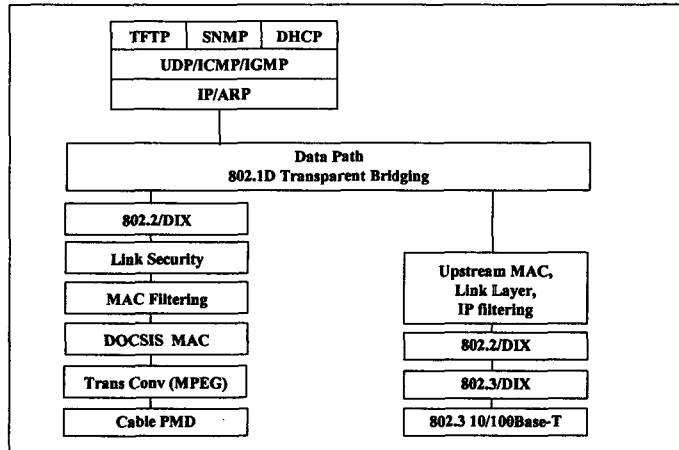 TFTP SNMP DHCP
UDP/ICMP/IGMP
IP/ARP
Data Path
802.1D Transparent Bridging
802.2/DIX
Link Security
MAC Filtering
DOCSIS MAC
Trans Conv (MPEG)
Cable PMD
Upstream MAC,
Link Layer,
IP filtering
802.2/DIX
802.3/DIX
802.3 10/100Base-T